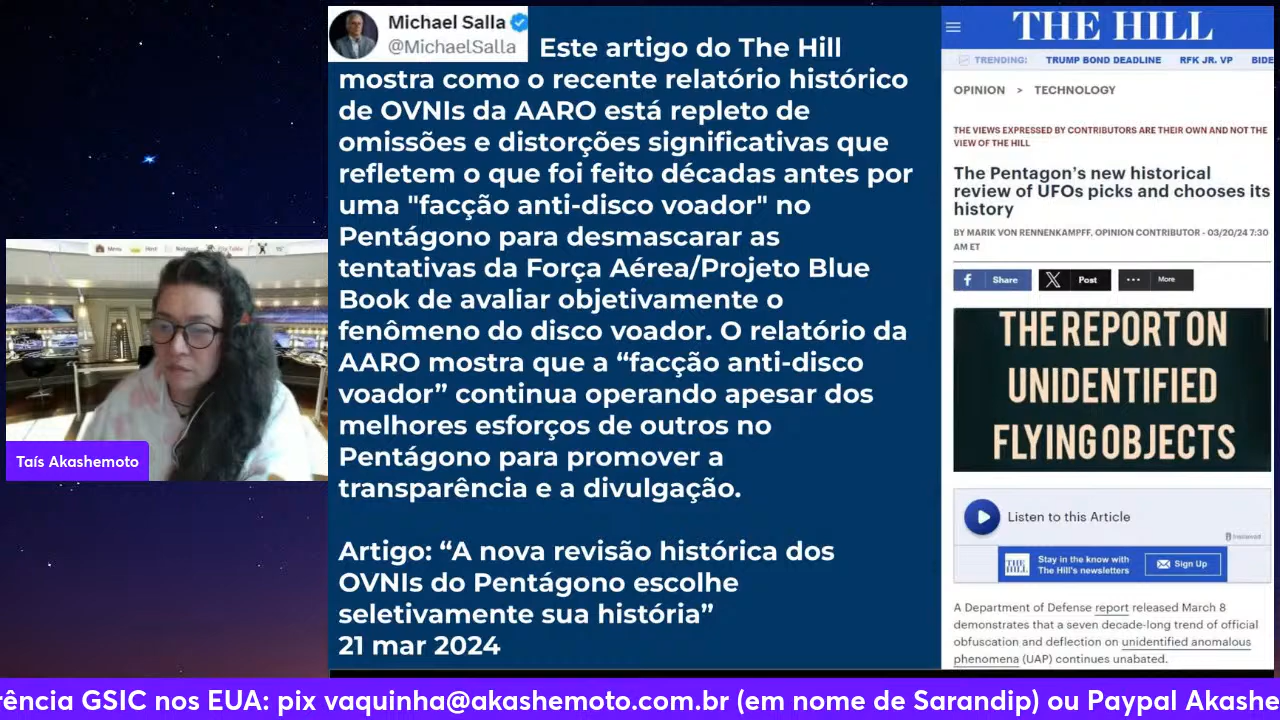 Michael Salla
@MichaelSalla
Este artigo do The Hill
mostra como o recente relatório histórico
de OVNIs da AARO está repleto de
omissões e distorções significativas que
refletem o que foi feito décadas antes por
uma "facção anti-disco voador" no
Pentágono para desmascarar as
tentativas da Força Aérea/Projeto Blue
Book de avaliar objetivamente o
fenômeno do disco voador. O relatório da
AARO mostra que a “facção anti-disco
voador” continua operando apesar dos
melhores esforços de outros no
Pentágono para promover a
transparência e a divulgação.
Artigo: “A nova revisão histórica dos
OVNIs do Pentágono escolhe
seletivamente sua história”
21 mar 2024
THE HILL
TRENDING: TRUMP BOND DEADLINE RFK JR. VP BIDE
OPINION > TECHNOLOGY
THE VIEWS EXPRESSED BY CONTRIBUTORS ARE THEIR OWN AND NOT THE
VIEW OF THE HILL
The Pentagon’s new historical
review of UFOs picks and chooses its
history
BY MARIK VON RENNENKAMPFF, OPINION CONTRIBUTOR - 03/20/24 7:30
AM ET
Share Post More
THE REPORT ON
UNIDENTIFIED
FLYING OBJECTS
Listen to this Article
Stay in the know with
The Hill's newsletters
Sign Up
THE HILL
A Department of Defense report released March 8
demonstrates that a seven decade-long trend of official
obfuscation and deflection on unidentified anomalous
phenomena (UAP) continues unabated.
Taís Akashemoto
rência GSIC nos EUA: pix vaquinha@akashemoto.com.br (em nome de Sarandip) ou Paypal Akashe